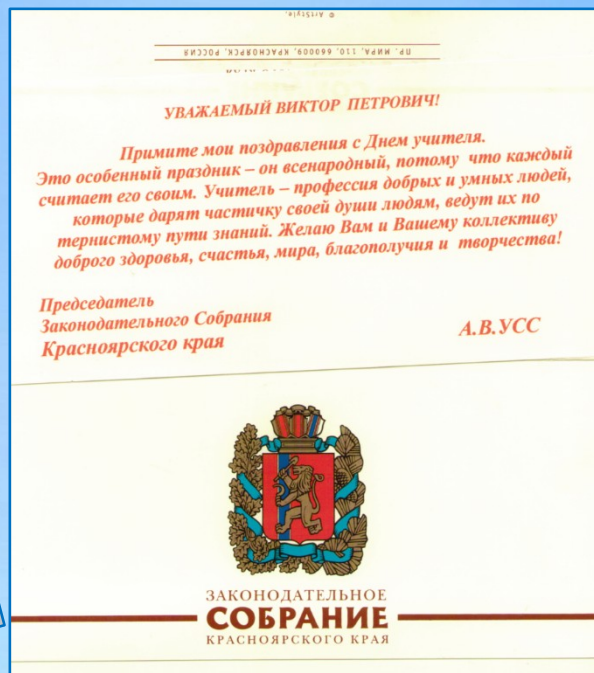 © ArtStyle.
ПР. МИРА, 110, 660009, КРАСНОЯРСК, РОССИЯ
УВАЖАЕМЫЙ ВИКТОР ПЕТРОВИЧ!
Примите мои поздравления с Днем учителя.
Это особенный праздник – он всенародный, потому что каждый
считает его своим. Учитель – профессия добрых и умных людей,
которые дарят частичку своей души людям, ведут их по
тернистому пути знаний. Желаю Вам и Вашему коллективу
доброго здоровья, счастья, мира, благополучия и творчества!
Председатель
Законодательного Собрания
Красноярского края
А.В.УСС
ЗАКОНОДАТЕЛЬНОЕ
СОБРАНИЕ
КРАСНОЯРСКОГО КРАЯ